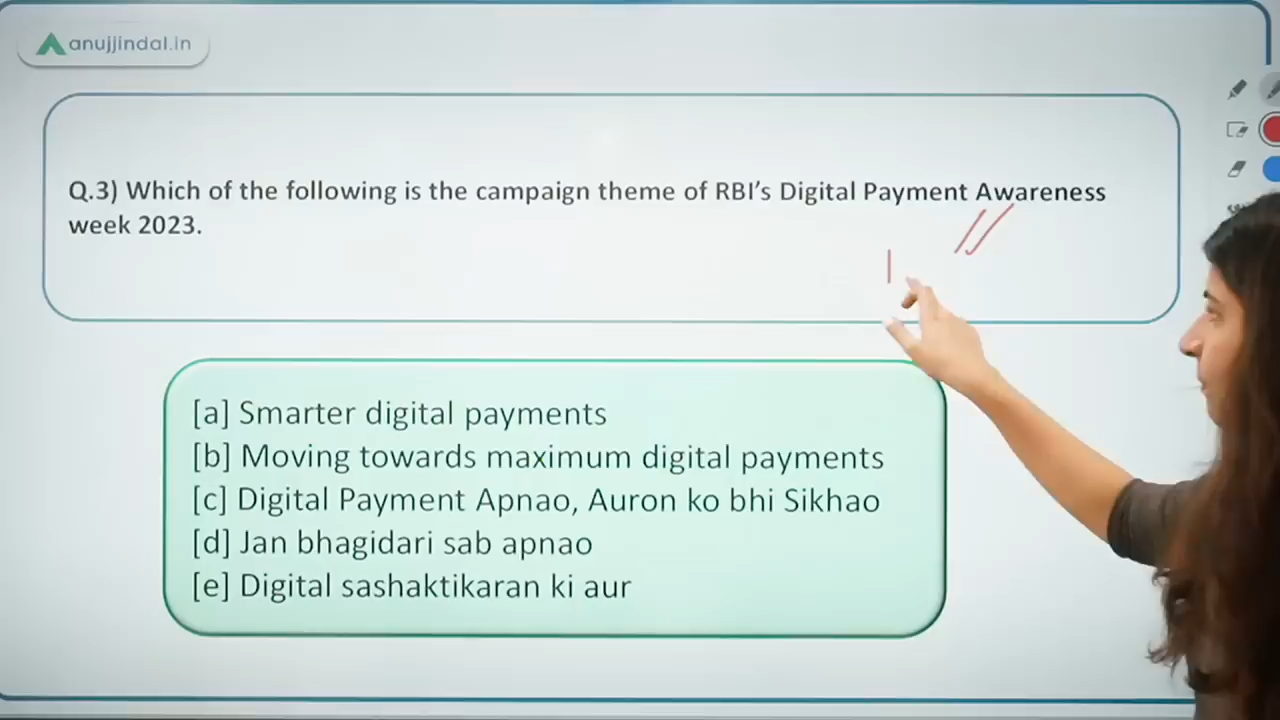 anujjindal.in
Q.3) Which of the following is the campaign theme of RBI's Digital Payment Awareness
week 2023.
[a] Smarter digital payments
[b] Moving towards maximum digital payments
[c] Digital Payment Apnao, Auron ko bhi Sikhao
[d] Jan bhagidari sab apnao
[e] Digital sashaktikaran ki aur